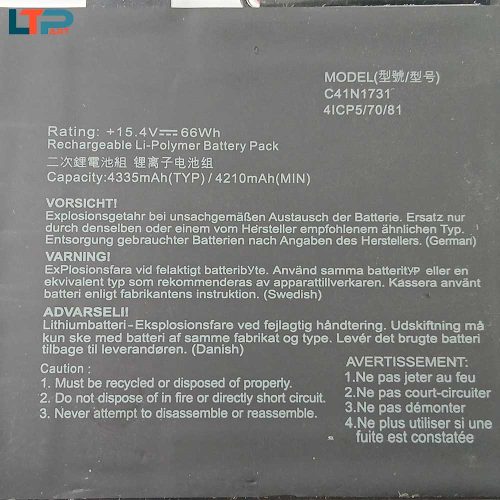 LTP
PART
MODEL(型號/型号)
C41N1731
4ICP5/70/81
Rating: +15.4V⎓66Wh
Rechargeable Li-Polymer Battery Pack
二次鋰電池組 锂离子电池组
Capacity:4335mAh(TYP) / 4210mAh(MIN)
VORSICHT!
Explosionsgetahr bei unsachgemäßen Austausch der Batterie. Ersatz nur
durch denselben oder einem vom Hersteller empfohlenem ähnlichen Typ.
Entsorgung gebrauchter Batterien nach Angaben des Herstellers. (German)
VARNING!
ExPlosionsfara vid felaktigt batteribyte. Använd samma batterityP eller en
ekvivalent typ som rekommenderas av apparattillverkaren. Kassera använt
batteri enligt fabrikantens instruktion. (Swedish)
ADVARSELI!
Lithiumbatteri-Eksplosionsfare ved fejlagtig håndtering. Udskiftning må
kun ske med batteri af samme fabrikat og type. Levér det brugte batteri
tilbage til leverandøren. (Danish)
Caution :
1. Must be recycled or disposed of properly.
2. Do not dispose of in fire or directly short circuit.
3. Never attempt to disassemble or reassemble.
AVERTISSEMENT:
1.Ne pas jeter au feu
2.Ne pas court-circuiter
3.Ne pas démonter
4.Ne plus utiliser si une
fuite est constatée